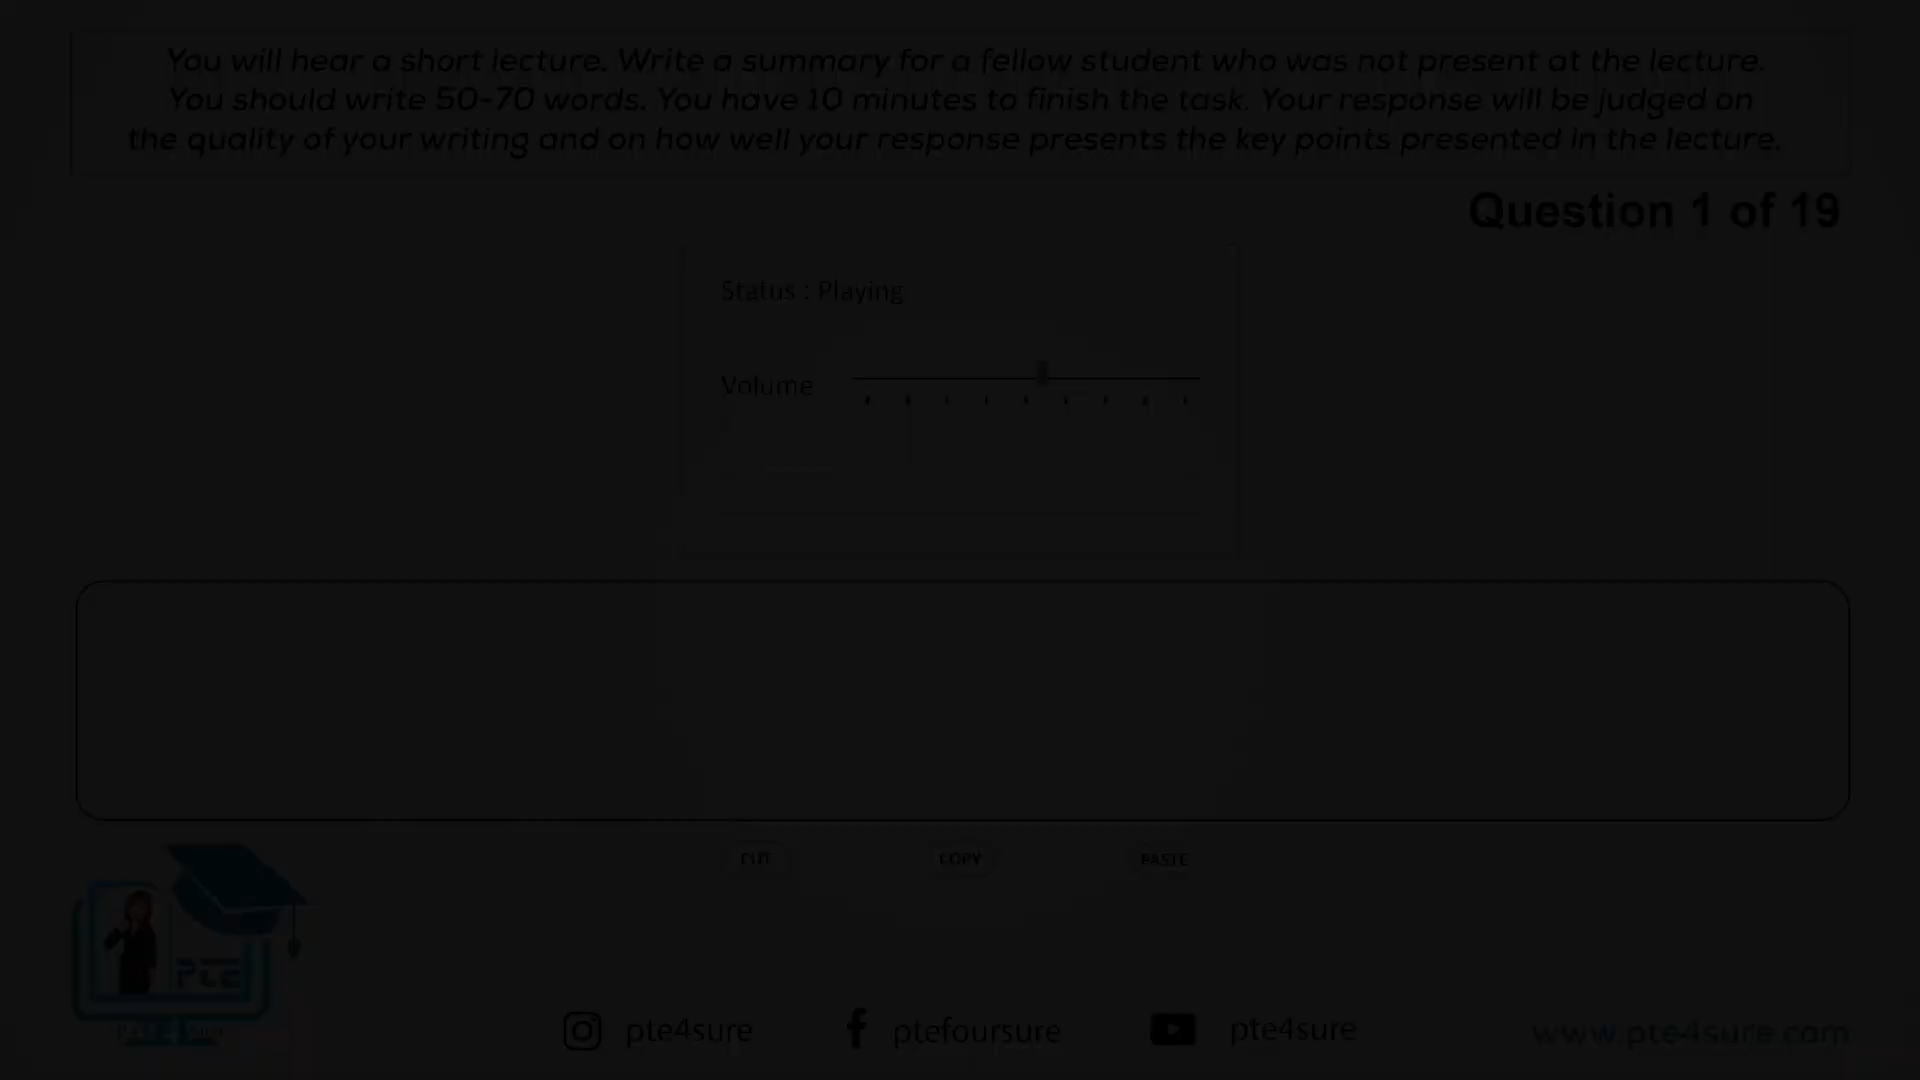 You will hear a short lecture. Write a summary for a fellow student who was not present at the lecture.
You should write 50-70 words. You have 10 minutes to finish the task. Your response will be judged on
the quality of your writing and on how well your response presents the key points presented in the lecture.
Question 1 of 19
Status : Playing
Volume
CUT
COPY
PASTE
PTE
pte4sure
ptefoursure
pte4sure
www.pte4sure.com